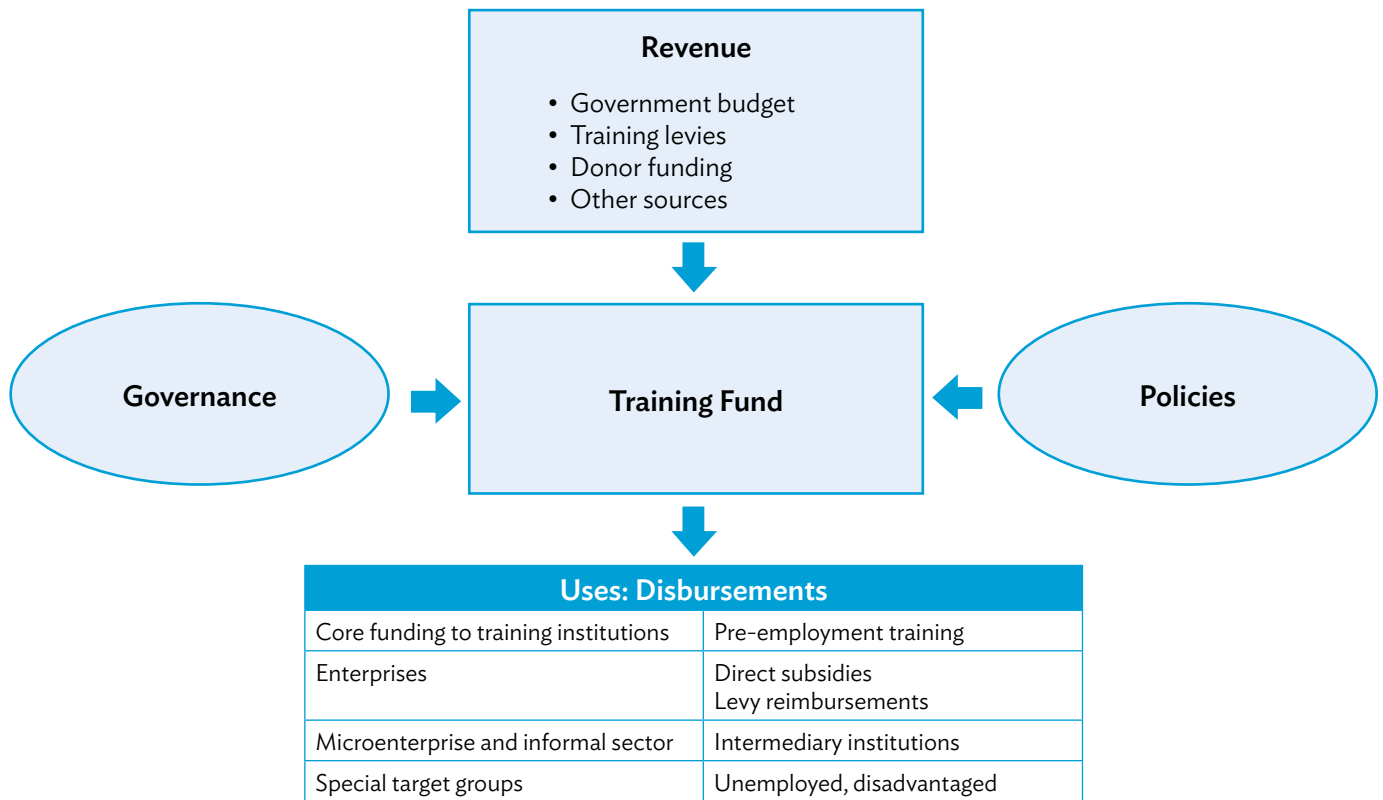 Revenue
• Government budget
• Training levies
• Donor funding
• Other sources
Governance
Training Fund
Policies
Uses: Disbursements
Core funding to training institutions
Pre-employment training
Enterprises
Direct subsidies
Levy reimbursements
Microenterprise and informal sector
Intermediary institutions
Special target groups
Unemployed, disadvantaged